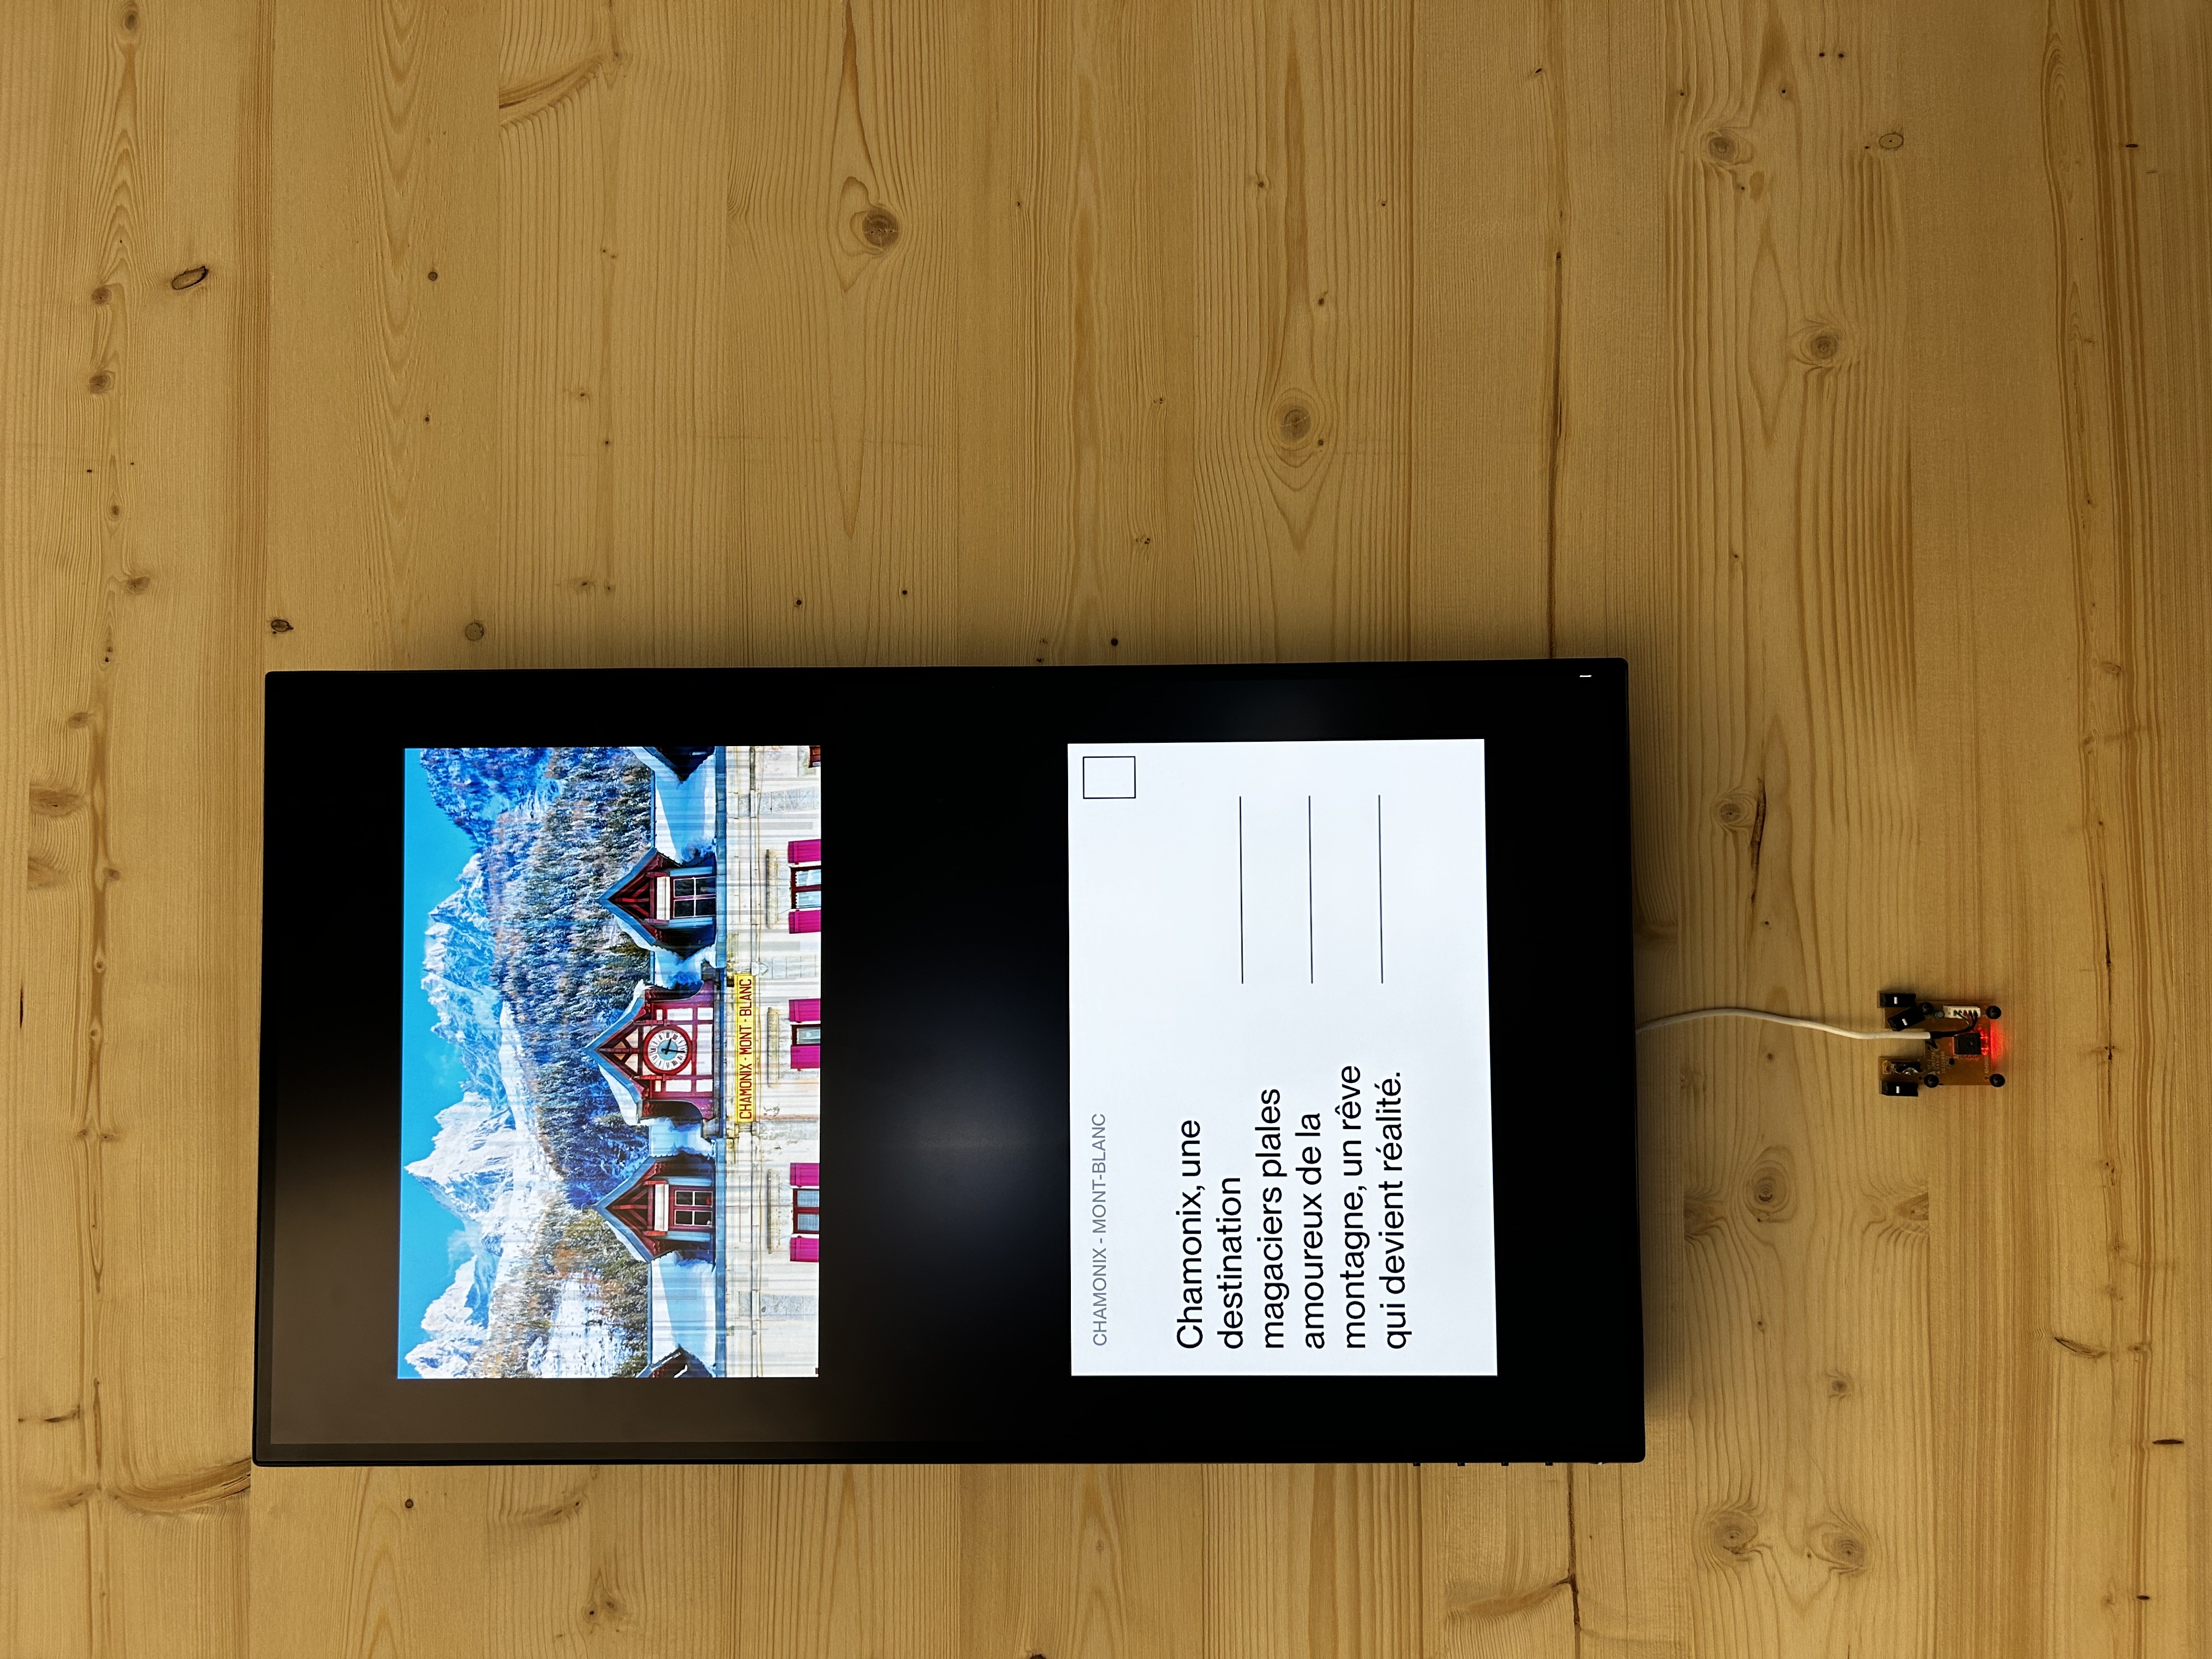 CHAMONIX - MONT - BLANC
CHAMONIX - MONT-BLANC
Chamonix, une
destination
magaciers plales
amoureux de la
montagne, un rêve
qui devient réalité.